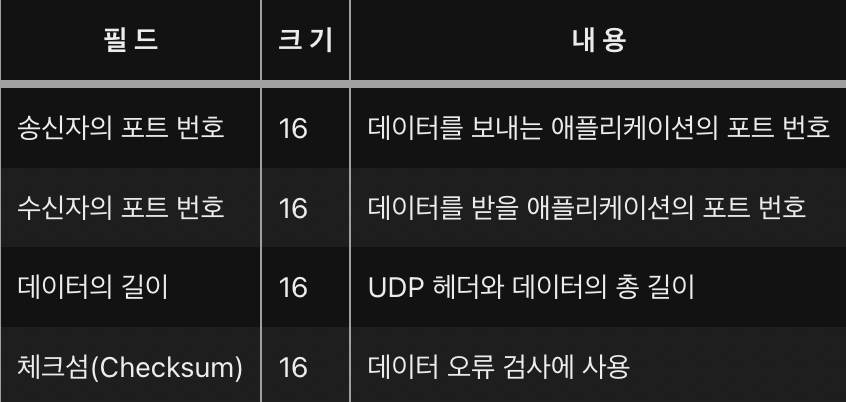 필 드 크 기 내 용
송신자의 포트 번호 16 데이터를 보내는 애플리케이션의 포트 번호
수신자의 포트 번호 16 데이터를 받을 애플리케이션의 포트 번호
데이터의 길이 16 UDP 헤더와 데이터의 총 길이
체크섬(Checksum) 16 데이터 오류 검사에 사용